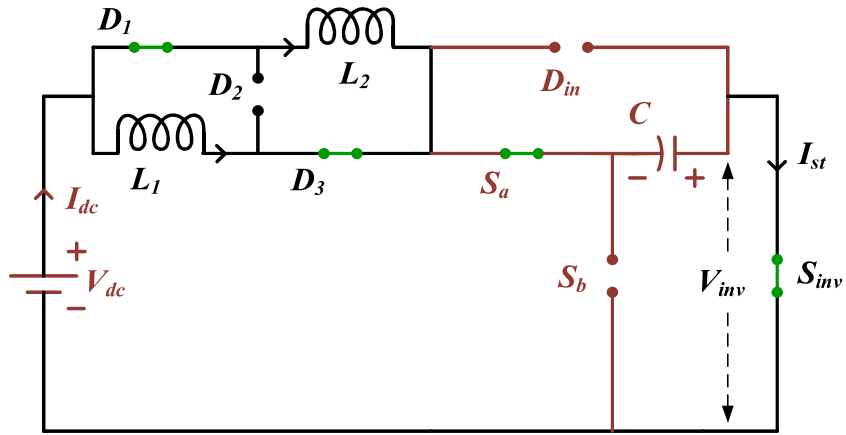 D1
L2
D2
Din
C
L1
D3
Sa
− +
Ist
Idc
+
Vdc
−
Sb
Vinv
Sinv